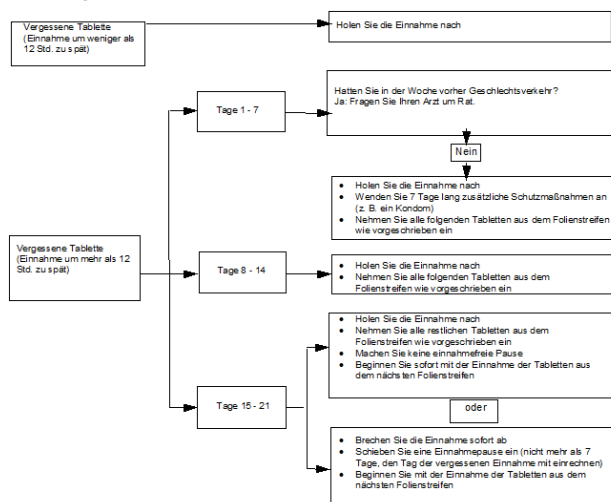 Vergessene Tablette
(Einnahme um weniger als
12 Std. zu spät)
Holen Sie die Einnahme nach
Tage 1 - 7
Hatten Sie in der Woche vorher Geschlechtsverkehr?
Ja: Fragen Sie Ihren Arzt um Rat.
Nein
• Holen Sie die Einnahme nach
• Wenden Sie 7 Tage lang zusätzliche Schutzmaßnahmen an
(z. B. ein Kondom)
• Nehmen Sie alle folgenden Tabletten aus dem Folienstreifen
wie vorgeschrieben ein
Vergessene Tablette
(Einnahme um mehr als 12
Std. zu spät)
Tage 8 - 14
• Holen Sie die Einnahme nach
• Nehmen Sie alle folgenden Tabletten aus dem
Folienstreifen wie vorgeschrieben ein
Tage 15 - 21
• Holen Sie die Einnahme nach
• Nehmen Sie alle restlichen Tabletten aus dem
Folienstreifen wie vorgeschrieben ein
• Machen Sie keine einnahmefreie Pause
• Beginnen Sie sofort mit der Einnahme der Tabletten aus
dem nächsten Folienstreifen
oder
• Brechen Sie die Einnahme sofort ab
• Schieben Sie eine Einnahmepause ein (nicht mehr als 7
Tage, den Tag der vergessenen Einnahme mit einrechnen)
• Beginnen Sie mit der Einnahme der Tabletten aus dem
nächsten Folienstreifen